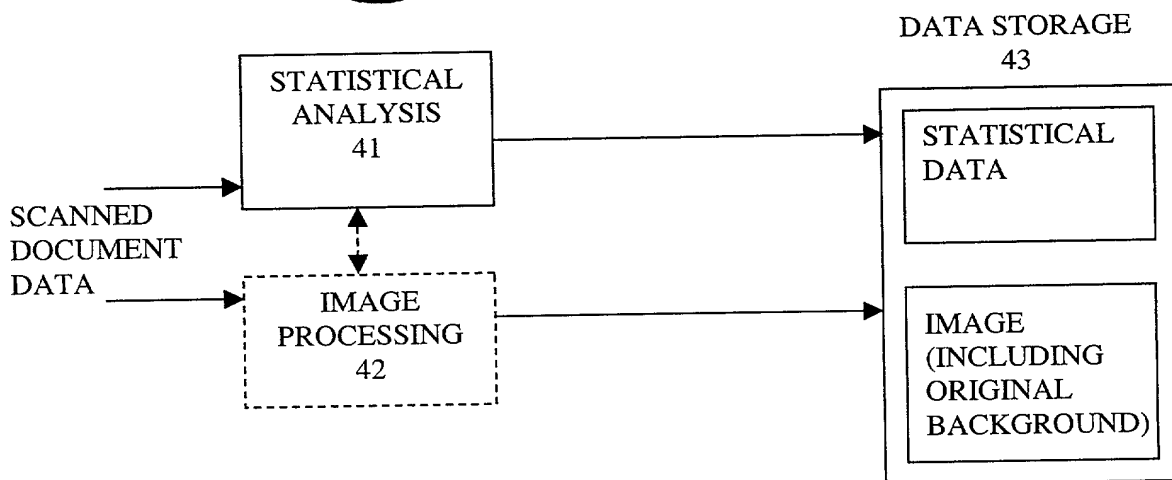 DATA STORAGE
43
STATISTICAL
ANALYSIS
41
STATISTICAL
DATA
SCANNED
DOCUMENT
DATA
IMAGE
PROCESSING
42
IMAGE
(INCLUDING
ORIGINAL
BACKGROUND)